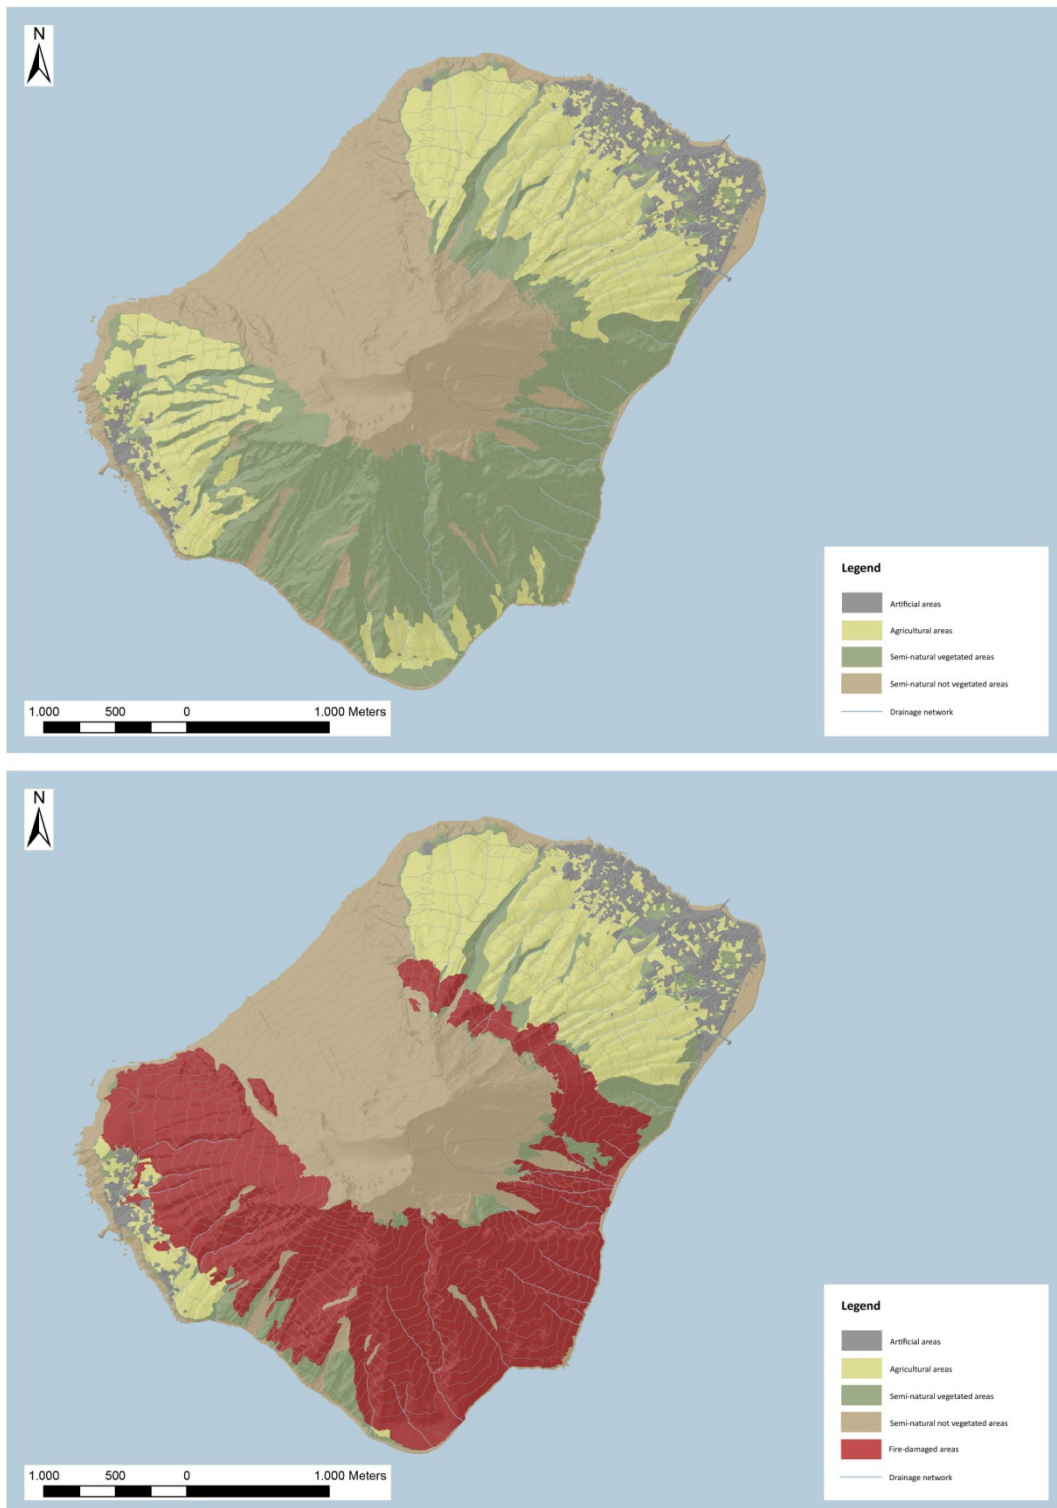 N
Legend
Artificial areas
Agricultural areas
Semi-natural vegetated areas
Semi-natural not vegetated areas
Drainage network
1.000 500 0 1.000 Meters
N
Legend
Artificial areas
Agricultural areas
Semi-natural vegetated areas
Semi-natural not vegetated areas
Fire-damaged areas
Drainage network
1.000 500 0 1.000 Meters